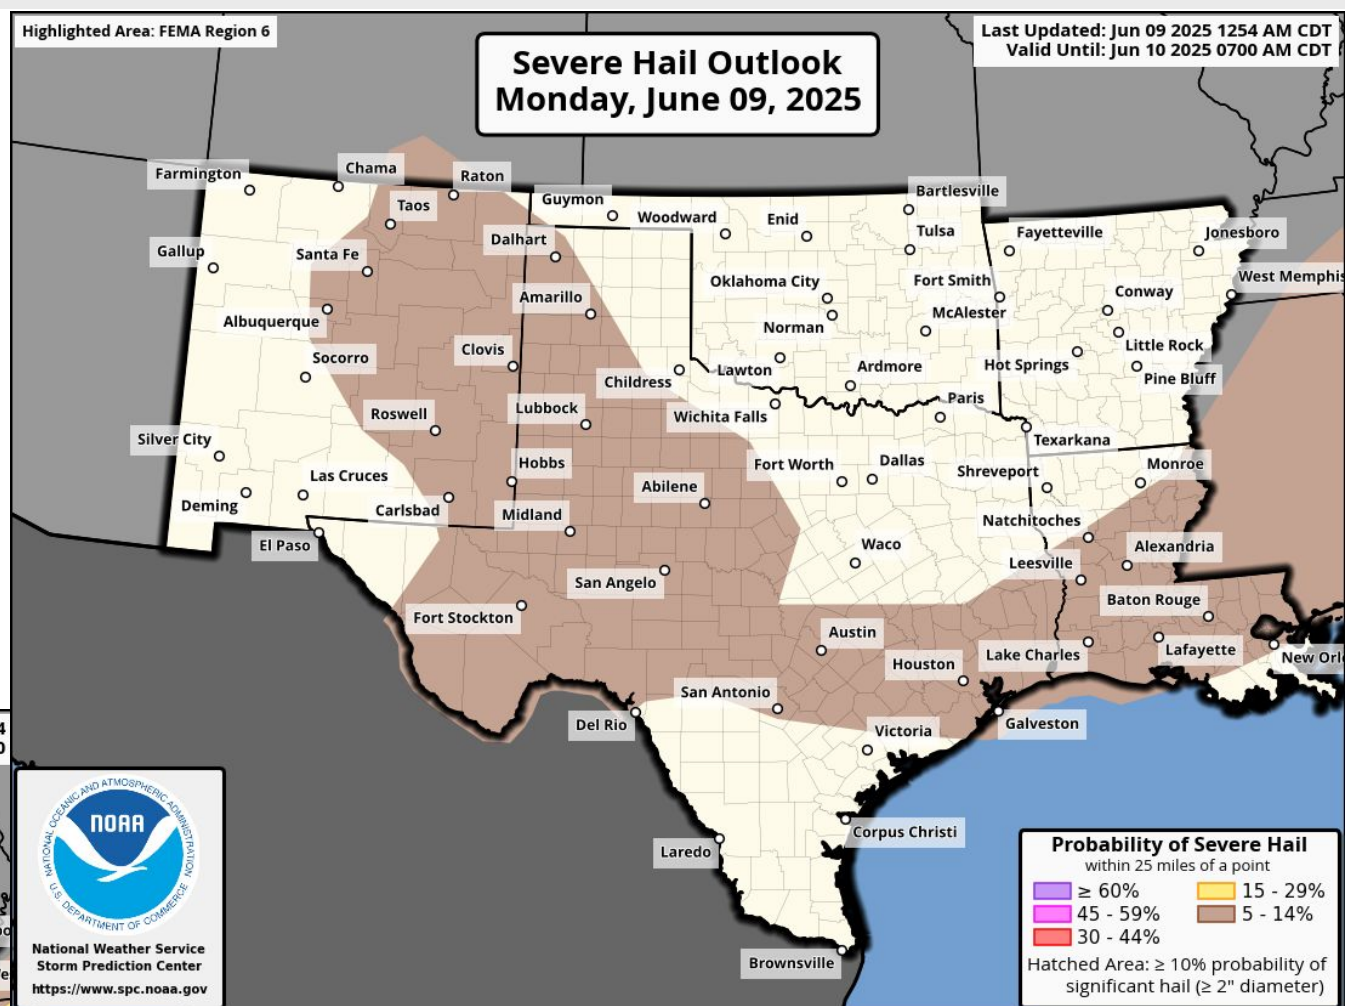 Highlighted Area: FEMA Region 6
Severe Hail Outlook
Monday, June 09, 2025
Last Updated: Jun 09 2025 1254 AM CDT
Valid Until: Jun 10 2025 0700 AM CDT
Farmington
Chama
Raton
Taos
Guymon
Woodward
Enid
Bartlesville
Tulsa
Fayetteville
Jonesboro
Gallup
Santa Fe
Dalhart
Oklahoma City
Fort Smith
West Memphis
Albuquerque
Amarillo
Norman
McAlester
Conway
Little Rock
Socorro
Clovis
Childress
Lawton
Ardmore
Hot Springs
Pine Bluff
Roswell
Lubbock
Wichita Falls
Paris
Texarkana
Silver City
Las Cruces
Hobbs
Abilene
Fort Worth
Dallas
Shreveport
Monroe
Deming
Carlsbad
Midland
Natchitoches
El Paso
San Angelo
Waco
Leesville
Alexandria
Fort Stockton
Austin
Baton Rouge
Houston
Lake Charles
Lafayette
New Orl
San Antonio
Del Rio
Victoria
Galveston
Corpus Christi
Laredo
Brownsville
4
0
NATIONAL OCEANIC AND ATMOSPHERIC ADMINISTRATION
NOAA
U.S. DEPARTMENT OF COMMERCE
National Weather Service
Storm Prediction Center
https://www.spc.noaa.gov
Probability of Severe Hail
within 25 miles of a point
≥ 60%
15 - 29%
45 - 59%
5 - 14%
30 - 44%
Hatched Area: ≥ 10% probability of
significant hail (≥ 2" diameter)